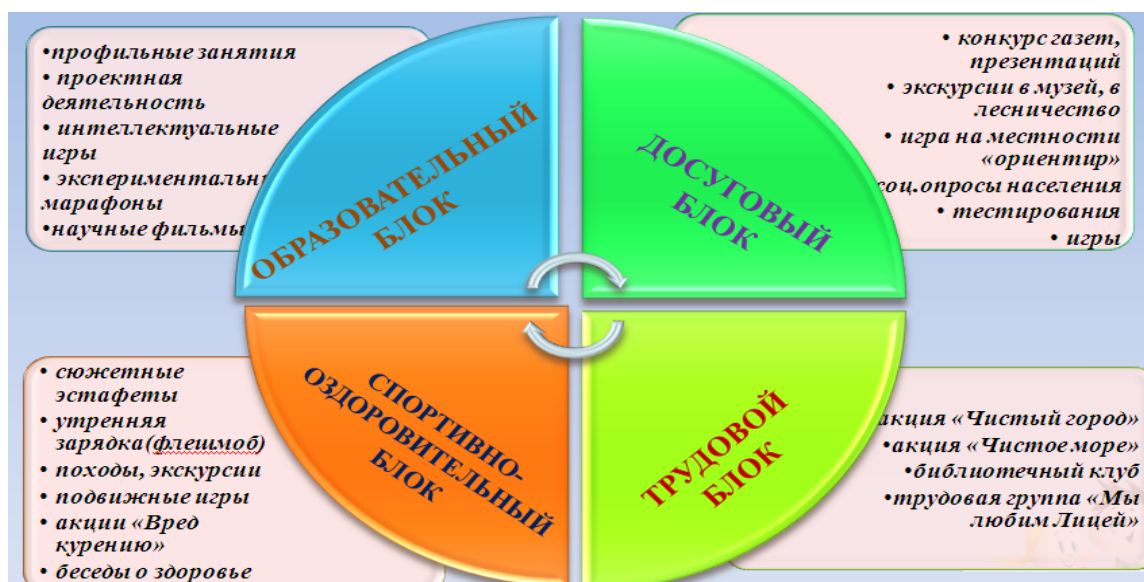 •профильные занятия
• проектная
деятельность
• интеллектуальные
игры
• экспериментальны
марафоны
•научные фильмы
ОБРАЗОВАТЕЛЬНЫЙ
БЛОК
ДОСУГОВЫЙ
БЛОК
• конкурс газет,
презентаций
• экскурсии в музей, в
лесничество
• игра на местности
«ориентир»
соц.опросы населения
• тестирования
• игры
• сюжетные
эстафеты
• утренняя
зарядка(флешмоб)
• походы, экскурсии
• подвижные игры
• акции «Вред
курению»
• беседы о здоровье
СПОРТИВНО-
ОЗДОРОВИТЕЛЬНЫЙ
БЛОК
ТРУДОВОЙ
БЛОК
акция «Чистый город»
•акция «Чистое море»
•библиотечный клуб
•трудовая группа «Мы
любим Лицей»